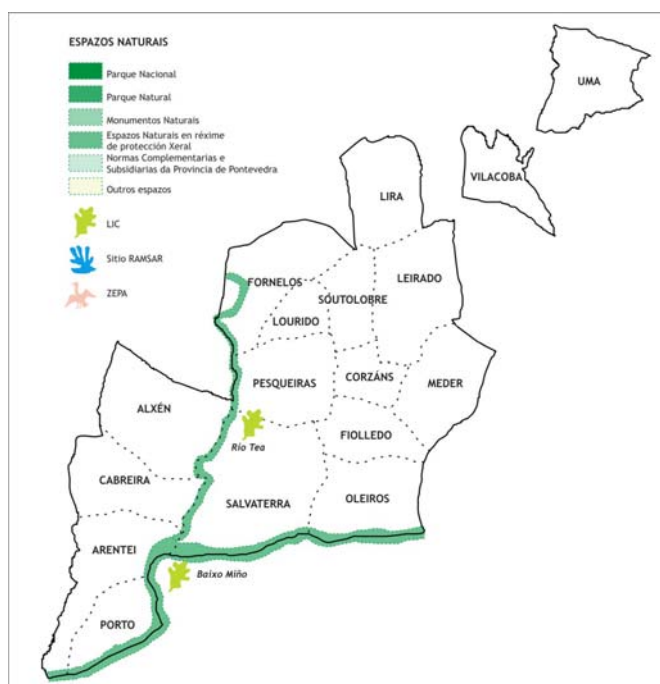 ESPAZOS NATURAIS
Parque Nacional
Parque Natural
Monumentos Naturais
Espazos Naturais en réxime
de protección Xeral
Normas Complementarias e
Subsidiarias da Provincia de Pontevedra
Outros espazos
LIC
Sitio RAMSAR
ZEPA
UMA
VILACOBA
LIRA
FORNELOS
LEIRADO
SOUTOLOBRE
LOURIDO
PESQUEIRAS
CORZÁNS
MEDER
ALXÉN
FIOLLEDO
Río Tea
CABREIRA
SALVATERRA
OLEIROS
ARENTEI
Baixo Miño
PORTO